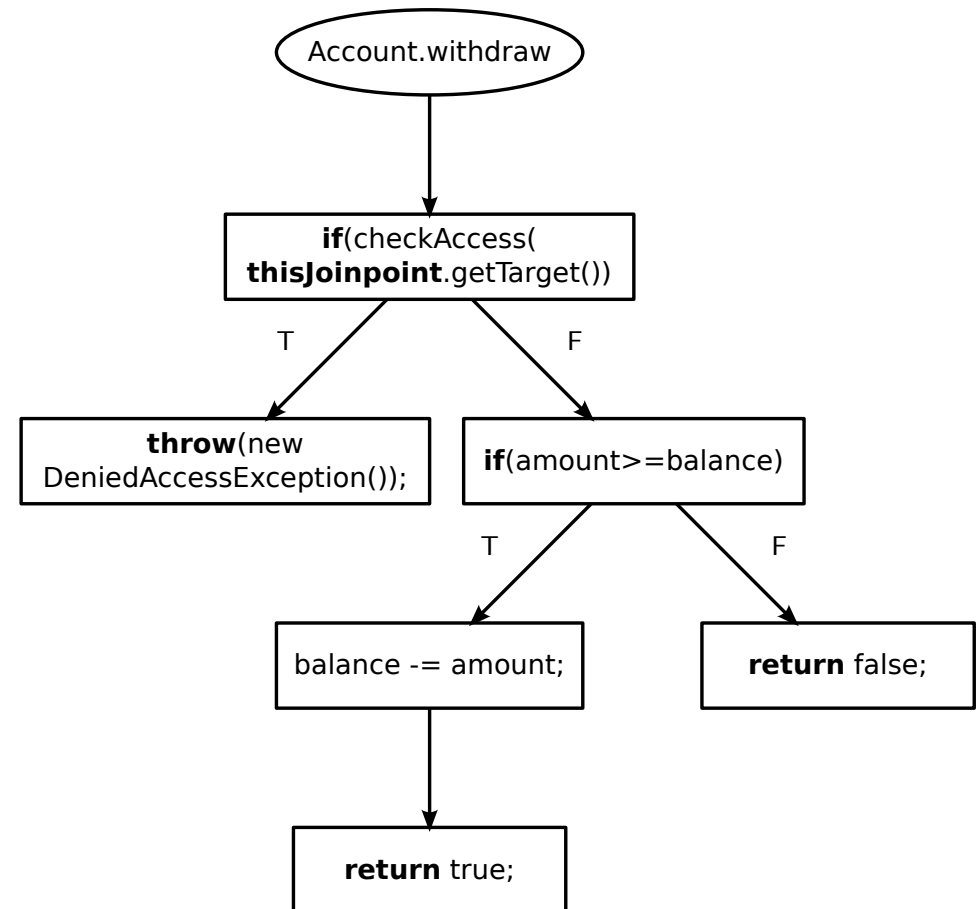 Account.withdraw
if(checkAccess(
thisJoinpoint.getTarget())
T
F
throw(new
DeniedAccessException());
if(amount>=balance)
T
F
balance -= amount;
return false;
return true;